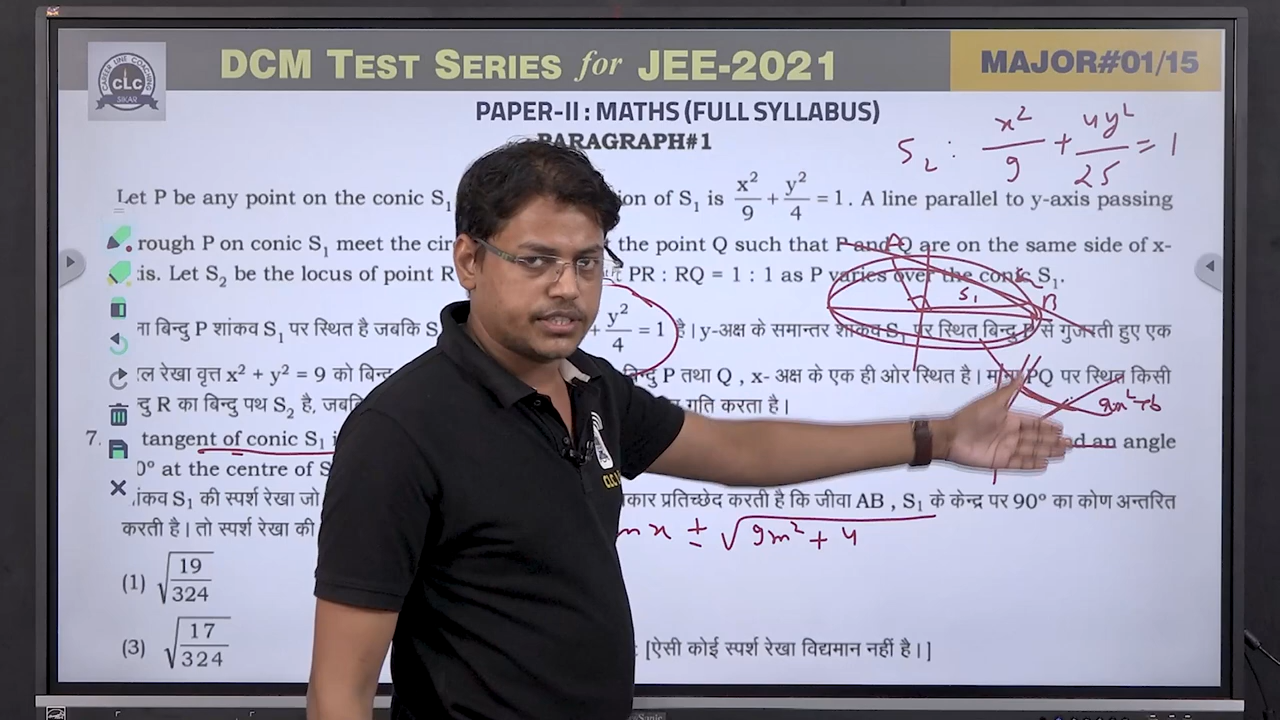 DCM TEST SERIES for JEE-2021 MAJOR#01/15
CAREER LINE COACHING
CLC
SIKAR
PAPER-II : MATHS (FULL SYLLABUS)
S₂ : x²/9 + 4y²/25 = 1
PARAGRAPH#1
Let P be any point on the conic S₁ ion of S₁ is x²/9 + y²/4 = 1. A line parallel to y-axis passing
rough P on conic S₁ meet the cir the point Q such that P and Q are on the same side of x-
is. Let S₂ be the locus of point R PR : RQ = 1 : 1 as P varies over the conic S₁.
A
S₁ B
ना बिन्दु P शांकव S₁ पर स्थित है जबकि S + y²/4 = 1 है। y-अक्ष के समान्तर शांकव S₁ पर स्थित बिन्दु P से गुजरती हुए एक
ल रेखा वृत्त x² + y² = 9 को बिन्द बिन्दु P तथा Q , x- अक्ष के एक ही ओर स्थित है। PQ पर स्थित किसी
दु R का बिन्दु पथ S₂ है, जबकि गति करता है।
7. tangent of conic S₁ i d an angle
0° at the centre of S
ांकव S₁ की स्पर्श रेखा जो कार प्रतिच्छेद करती है कि जीवा AB , S₁ के केन्द्र पर 90° का कोण अन्तरित
करती है। तो स्पर्श रेखा की
mx ± √9m² + 4
(1) √19/324
(3) √17/324
: [ऐसी कोई स्पर्श रेखा विद्यमान नहीं है।]